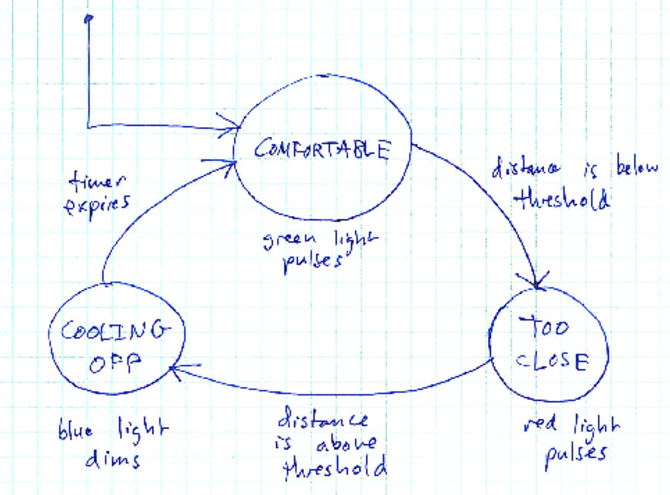 COMFORTABLE
timer
expires
distance is below
threshold
green light
pulses
COOLING
OFF
TOO
CLOSE
blue light
dims
distance
is above
threshold
red light
pulses